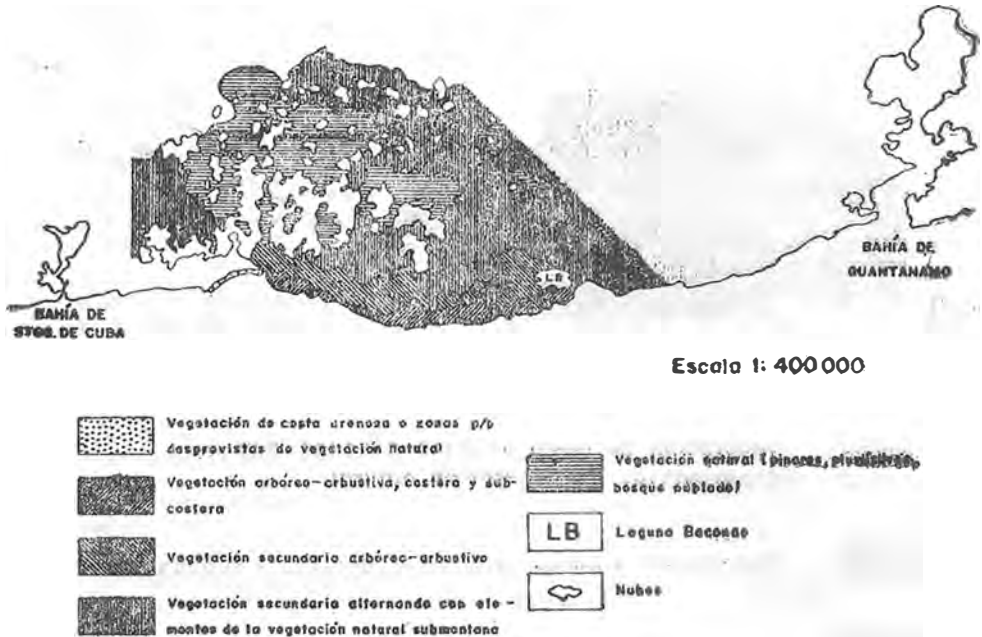 LB
BAHÍA DE
GUANTÁNAMO
BAHÍA DE
STGO. DE CUBA
Escala 1: 400 000
Vegetación de costa arenosa o zonas p/p
desprovistas de vegetación natural
Vegetación arbóreo-arbustiva, costera y sub-
costera
Vegetación secundaria arbóreo-arbustiva
Vegetación secundaria alternando con ele-
mentos de la vegetación natural submontana
Vegetación natural (pinares,
bosque nublado)
LB
Laguna Baconao
Nubes